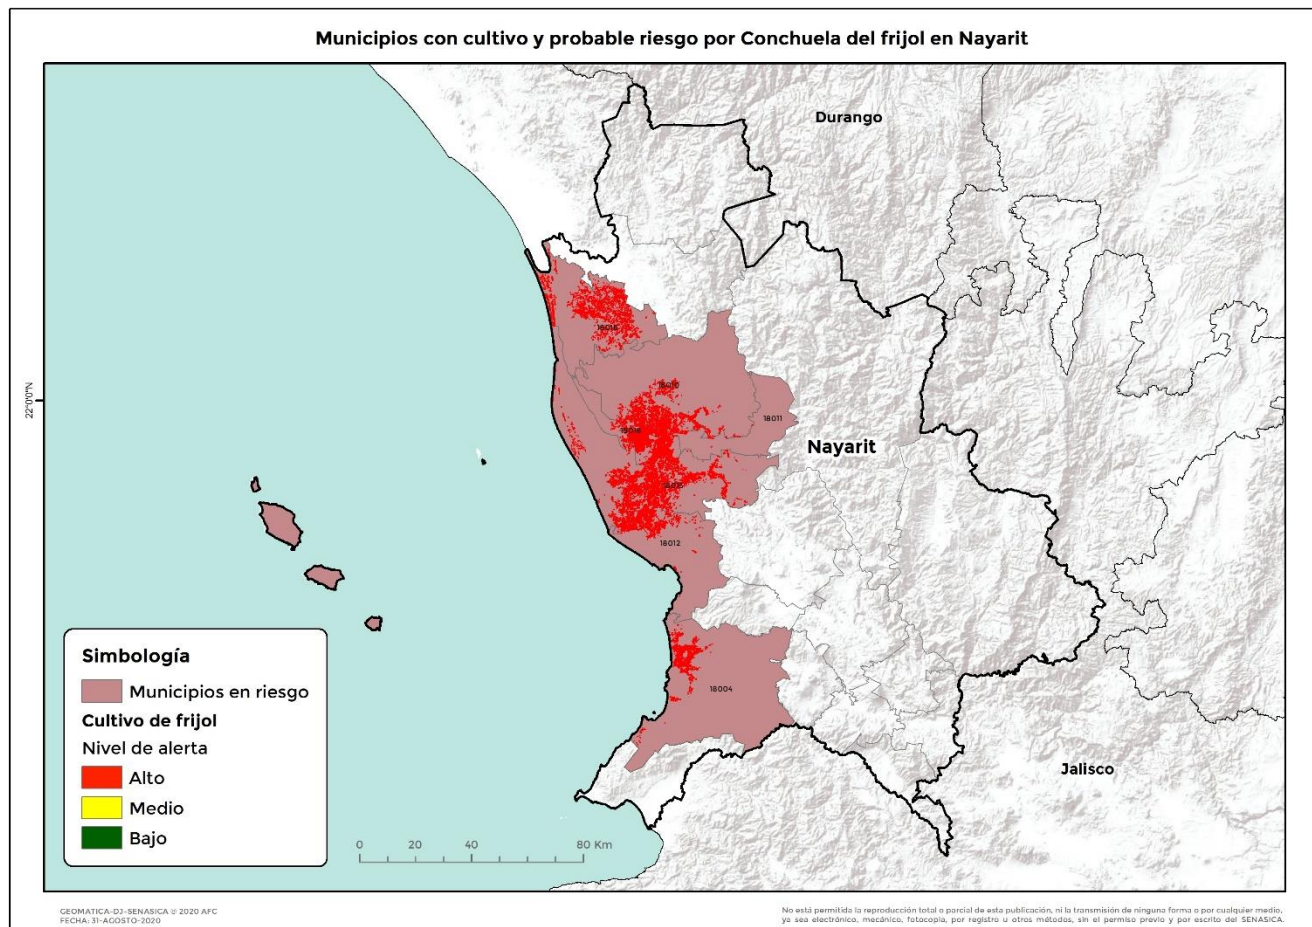 Municipios con cultivo y probable riesgo por Conchuela del frijol en Nayarit
Durango
18010
18011
22°0'0"N
Nayarit
18012
18004
Jalisco
Simbología
Municipios en riesgo
Cultivo de frijol
Nivel de alerta
Alto
Medio
Bajo
0 20 40 80 Km
GEOMATICA-DJ-SENASICA © 2020 AFC
FECHA: 31-AGOSTO-2020
No está permitida la reproducción total o parcial de esta publicación, ni la transmisión de ninguna forma o por cualquier medio,
ya sea electrónico, mecánico, fotocopia, por registro u otros métodos, sin el permiso previo y por escrito del SENASICA.